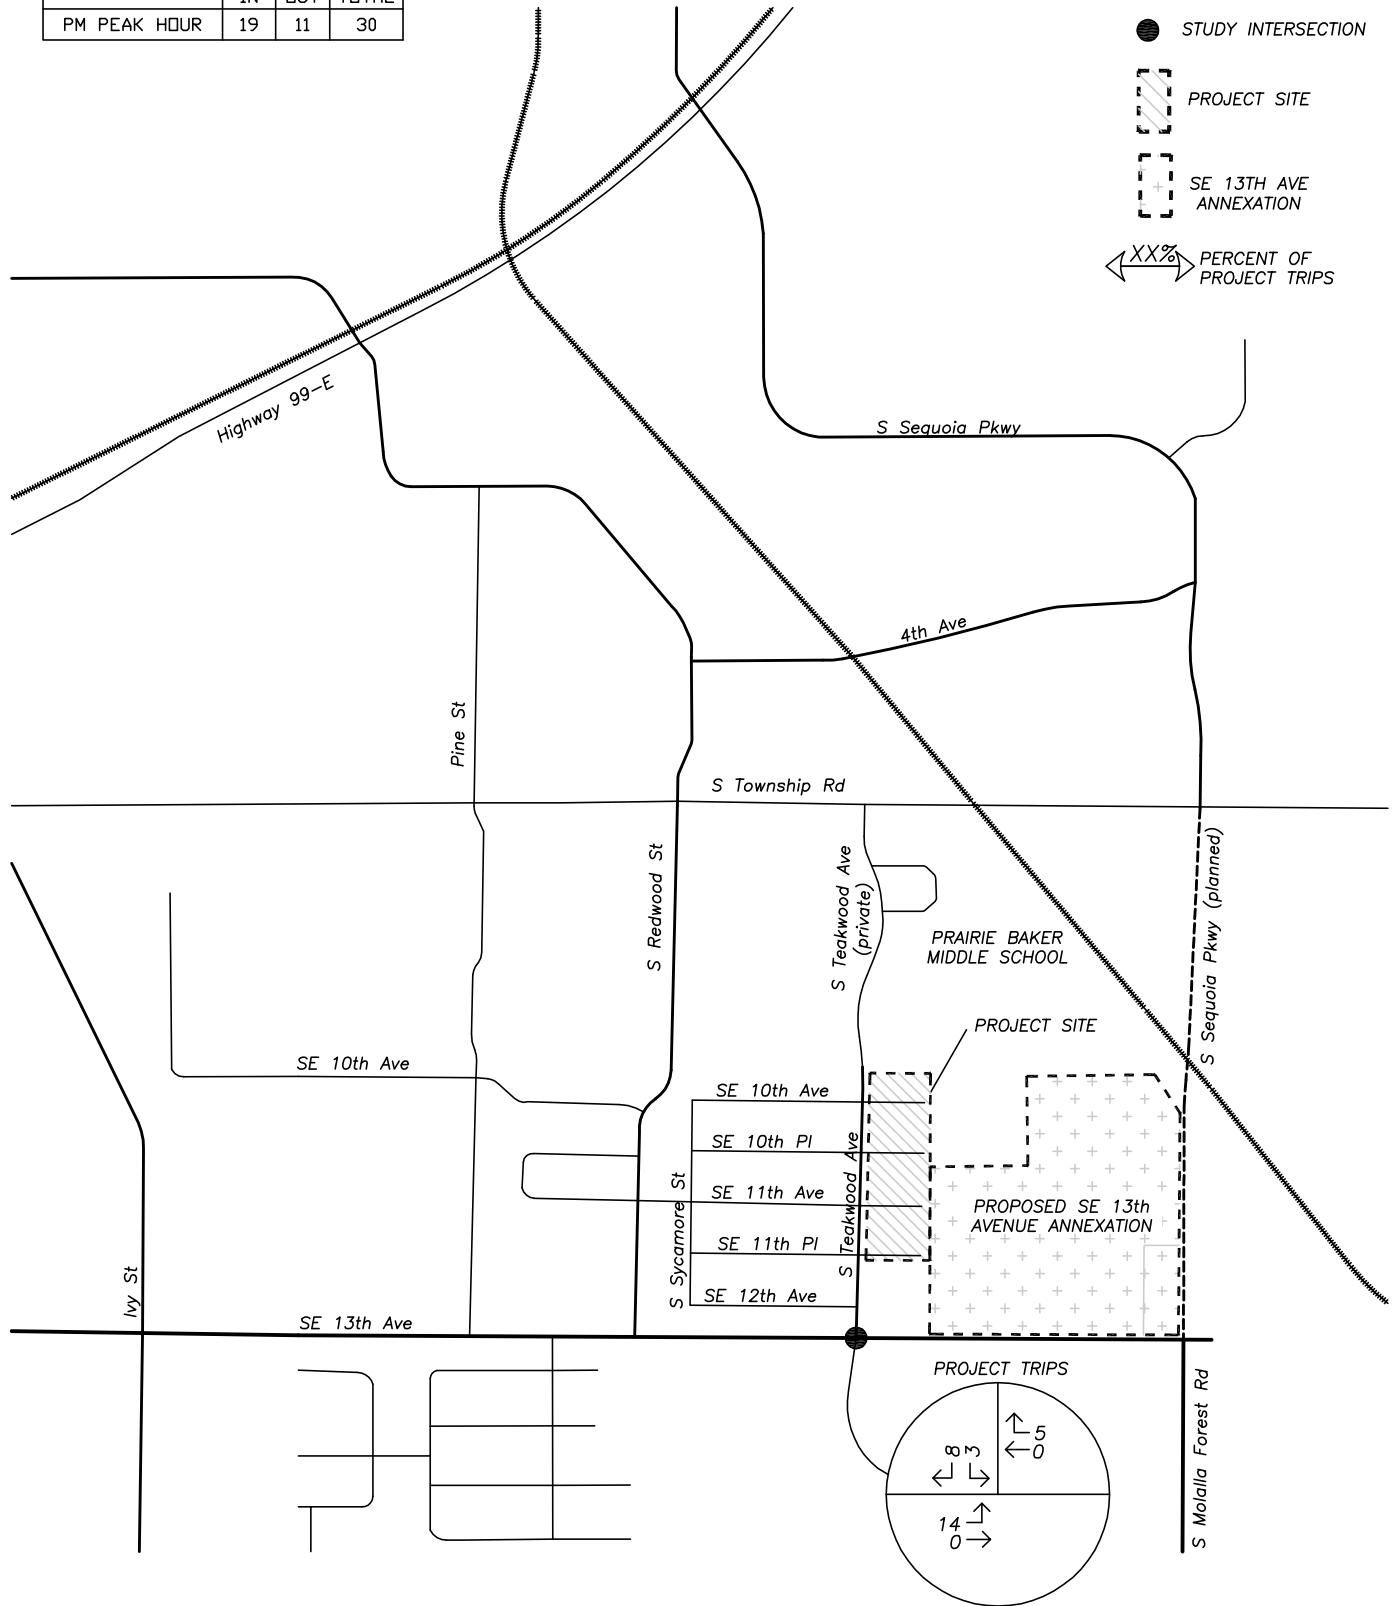 IN OUT TOTAL
PM PEAK HOUR 19 11 30
STUDY INTERSECTION
PROJECT SITE
SE 13TH AVE
ANNEXATION
XX%
PERCENT OF
PROJECT TRIPS
Highway 99-E
S Sequoia Pkwy
4th Ave
Pine St
S Township Rd
S Redwood St
S Teakwood Ave
(private)
S Sequoia Pkwy (planned)
PRAIRIE BAKER
MIDDLE SCHOOL
PROJECT SITE
SE 10th Ave
SE 10th Ave
SE 10th Pl
SE 11th Ave
SE 11th Pl
SE 12th Ave
S Sycamore St
S Teakwood Ave
PROPOSED SE 13th
AVENUE ANNEXATION
Ivy St
SE 13th Ave
PROJECT TRIPS
S Molalla Forest Rd
5
0
8 3
14
0